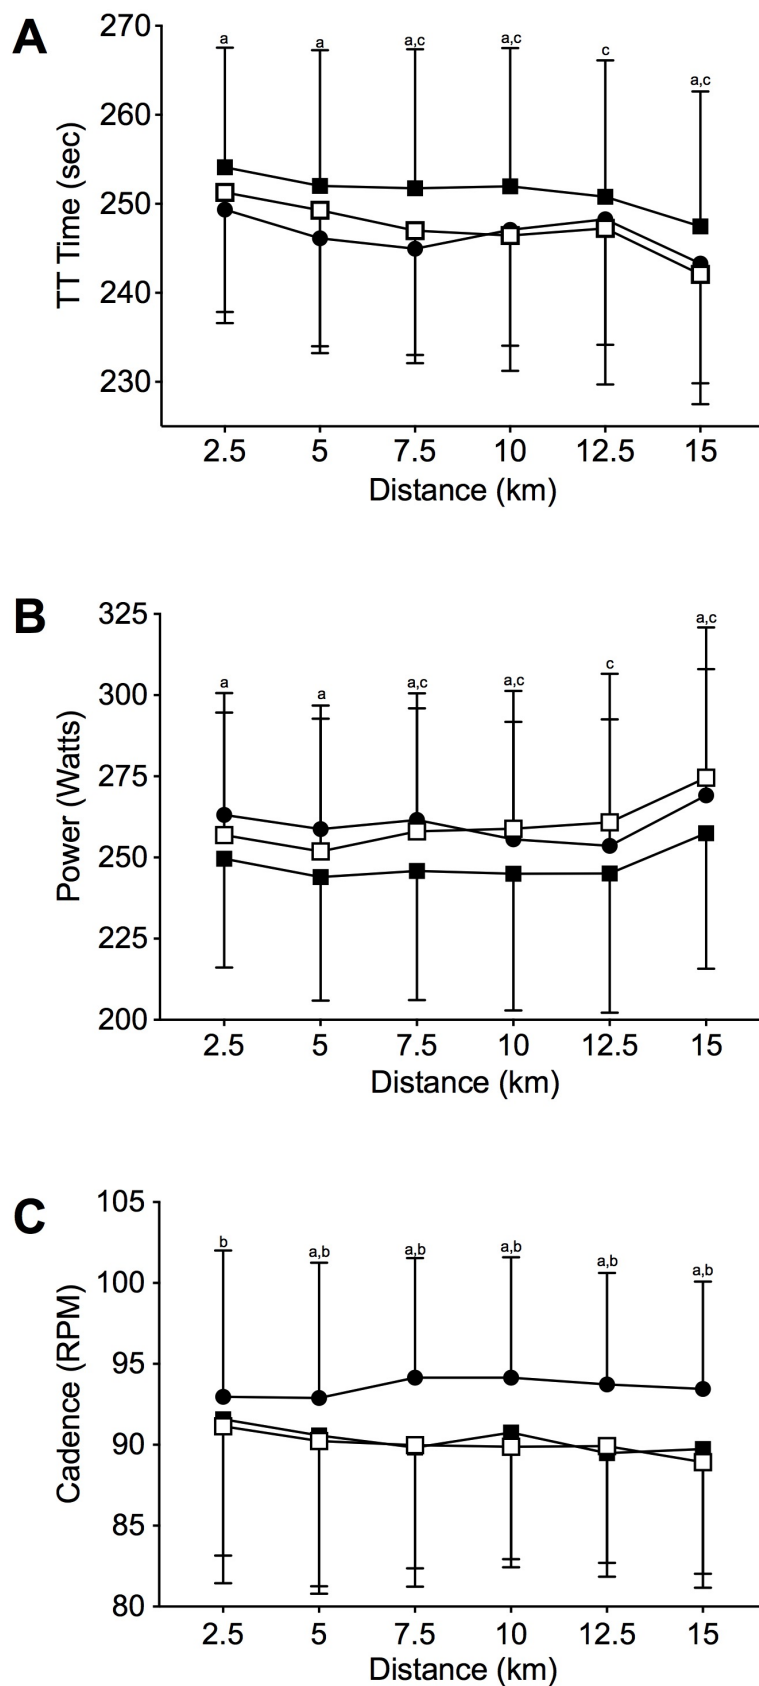 A
270
260
250
240
230
TT Time (sec)
a a a,c a,c c a,c
2.5 5 7.5 10 12.5 15
Distance (km)
B
325
300
275
250
225
200
Power (Watts)
a a a,c a,c c a,c
2.5 5 7.5 10 12.5 15
Distance (km)
C
105
100
95
90
85
80
Cadence (RPM)
b a,b a,b a,b a,b a,b
2.5 5 7.5 10 12.5 15
Distance (km)